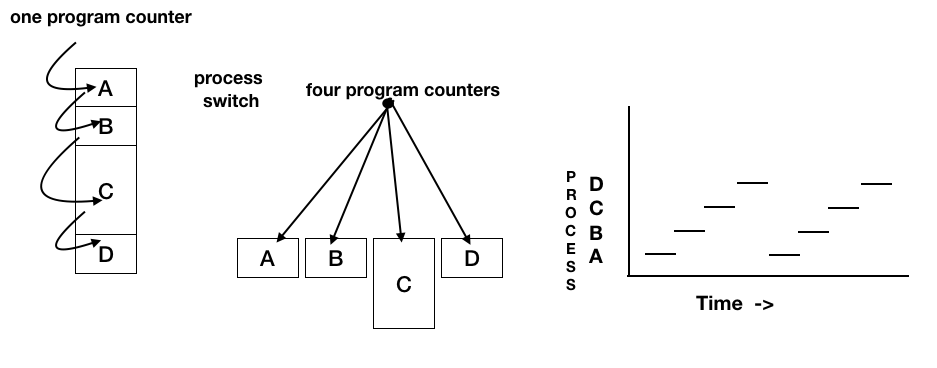 one program counter
A
B
C
D
process
switch
four program counters
A
B
C
D
PROCESS
D
C
B
A
Time ->